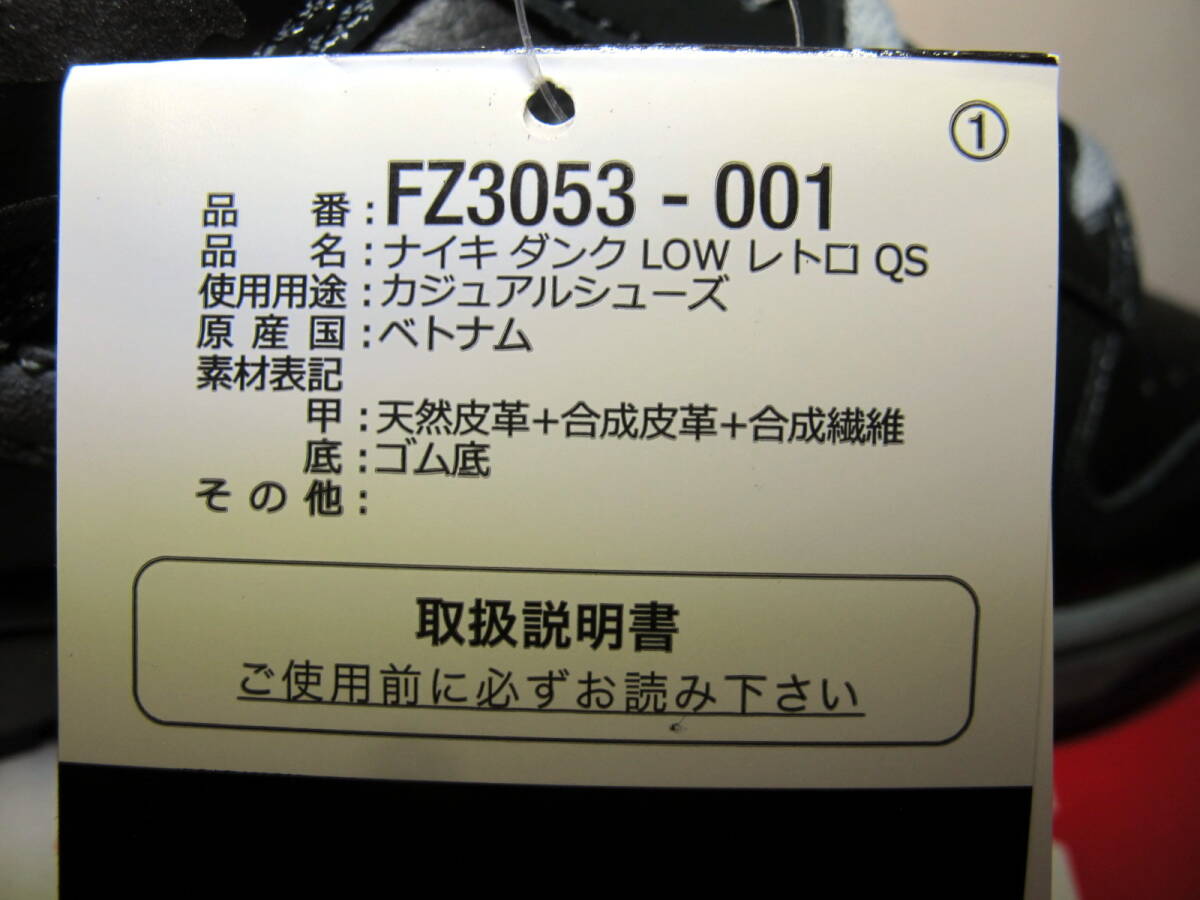 ①
品番:FZ3053-001
品名:ナイキ ダンク LOW レトロ QS
使用用途:カジュアルシューズ
原産国:ベトナム
素材表記
甲:天然皮革+合成皮革+合成繊維
底:ゴム底
その他:
取扱説明書
ご使用前に必ずお読み下さい